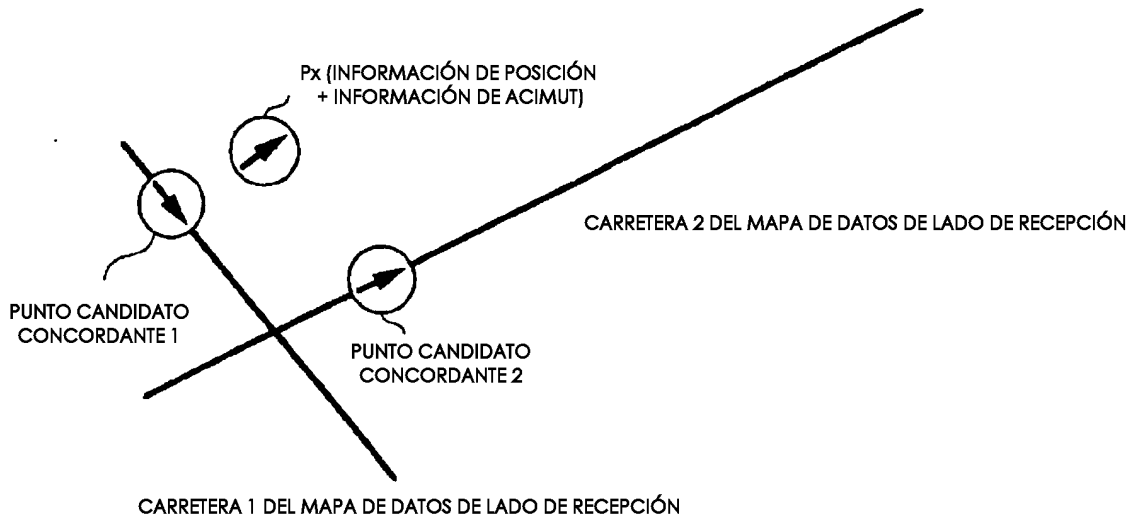 Px (INFORMACIÓN DE POSICIÓN
+ INFORMACIÓN DE ACIMUT)
CARRETERA 2 DEL MAPA DE DATOS DE LADO DE RECEPCIÓN
PUNTO CANDIDATO
CONCORDANTE 1
PUNTO CANDIDATO
CONCORDANTE 2
CARRETERA 1 DEL MAPA DE DATOS DE LADO DE RECEPCIÓN